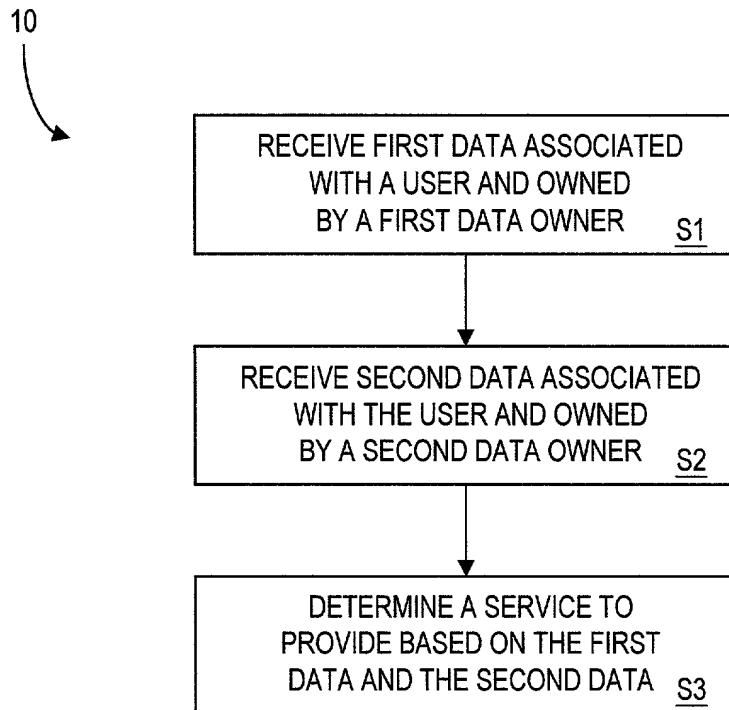 10
RECEIVE FIRST DATA ASSOCIATED
WITH A USER AND OWNED
BY A FIRST DATA OWNER
S1
RECEIVE SECOND DATA ASSOCIATED
WITH THE USER AND OWNED
BY A SECOND DATA OWNER
S2
DETERMINE A SERVICE TO
PROVIDE BASED ON THE FIRST
DATA AND THE SECOND DATA
S3